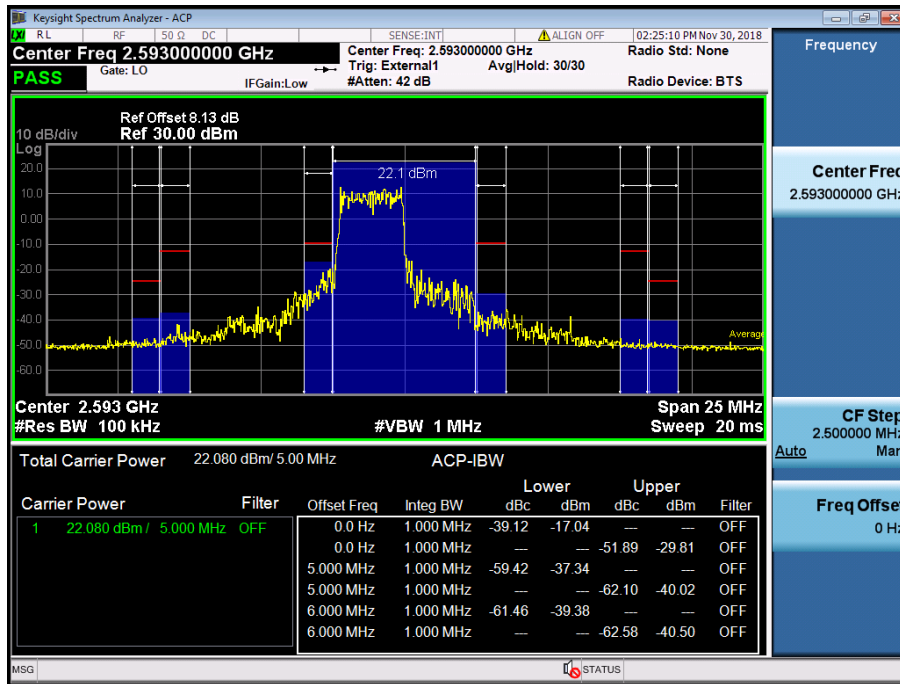 Keysight Spectrum Analyzer - ACP
LXI RL RF 50 Ω DC SENSE:INT ALIGN OFF 02:25:10 PM Nov 30, 2018
Center Freq 2.593000000 GHz
Center Freq: 2.593000000 GHz Radio Std: None
Gate: LO Trig: External1 Avg|Hold: 30/30
PASS IFGain:Low #Atten: 42 dB Radio Device: BTS
Frequency
Ref Offset 8.13 dB
10 dB/div Ref 30.00 dBm
Log
20.0
22.1 dBm
10.0
0.00
-10.0
-20.0
-30.0
-40.0
-50.0
-60.0
Average
Center 2.593 GHz Span 25 MHz
#Res BW 100 kHz #VBW 1 MHz Sweep 20 ms
Center Freq
2.593000000 GHz
CF Step
2.500000 MHz
Auto Man
Freq Offset
0 Hz
Total Carrier Power 22.080 dBm/ 5.00 MHz ACP-IBW
Lower Upper
Carrier Power Filter Offset Freq Integ BW dBc dBm dBc dBm Filter
1 22.080 dBm / 5.000 MHz OFF 0.0 Hz 1.000 MHz -39.12 -17.04 --- --- OFF
0.0 Hz 1.000 MHz --- --- -51.89 -29.81 OFF
5.000 MHz 1.000 MHz -59.42 -37.34 --- --- OFF
5.000 MHz 1.000 MHz --- --- -62.10 -40.02 OFF
6.000 MHz 1.000 MHz -61.46 -39.38 --- --- OFF
6.000 MHz 1.000 MHz --- --- -62.58 -40.50 OFF
MSG STATUS